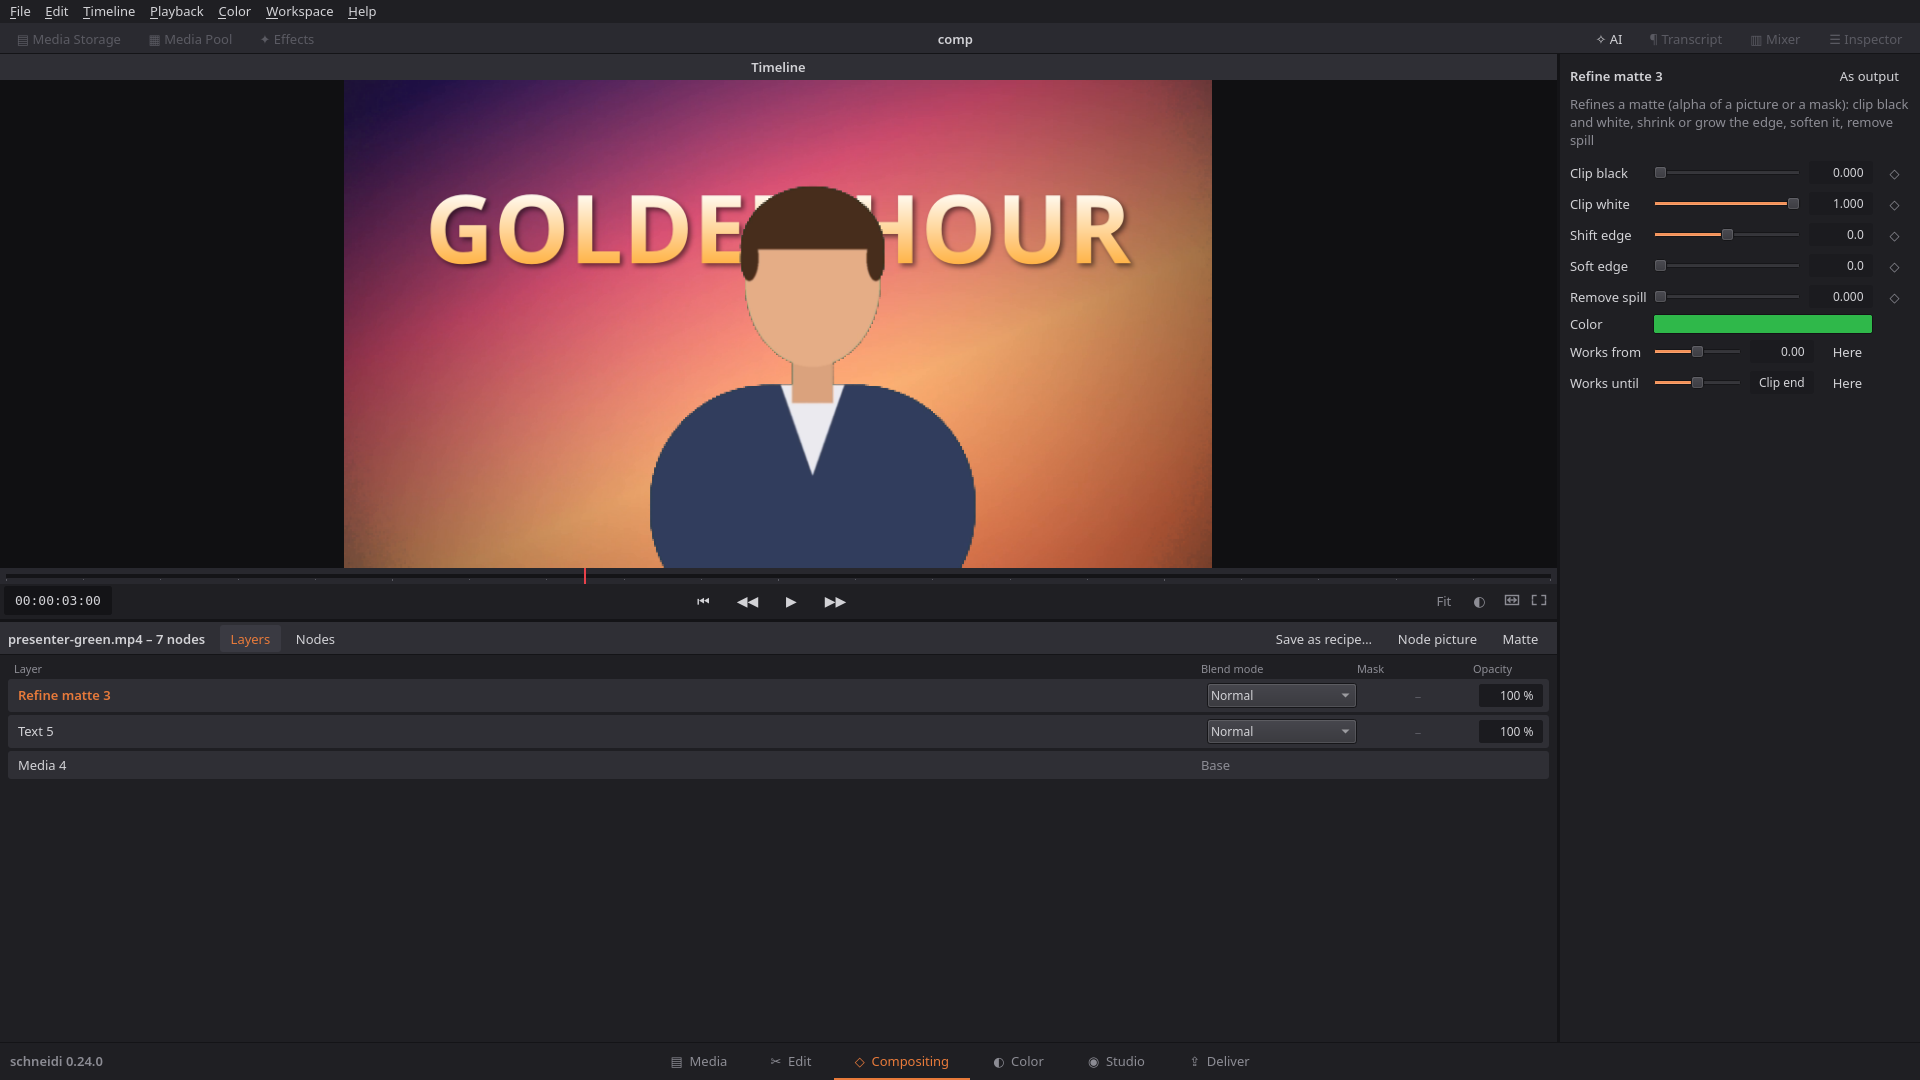 File Edit Timeline Playback Color Workspace Help
Media Storage Media Pool Effects comp AI Transcript Mixer Inspector
Timeline
GOLDE HOUR
00:00:03:00 Fit
Refine matte 3 As output
Refines a matte (alpha of a picture or a mask): clip black
and white, shrink or grow the edge, soften it, remove
spill
Clip black 0.000
Clip white 1.000
Shift edge 0.0
Soft edge 0.0
Remove spill 0.000
Color
Works from 0.00 Here
Works until Clip end Here
presenter-green.mp4 – 7 nodes Layers Nodes Save as recipe... Node picture Matte
Layer Blend mode Mask Opacity
Refine matte 3 Normal – 100 %
Text 5 Normal – 100 %
Media 4 Base
schneidi 0.24.0 Media Edit Compositing Color Studio Deliver